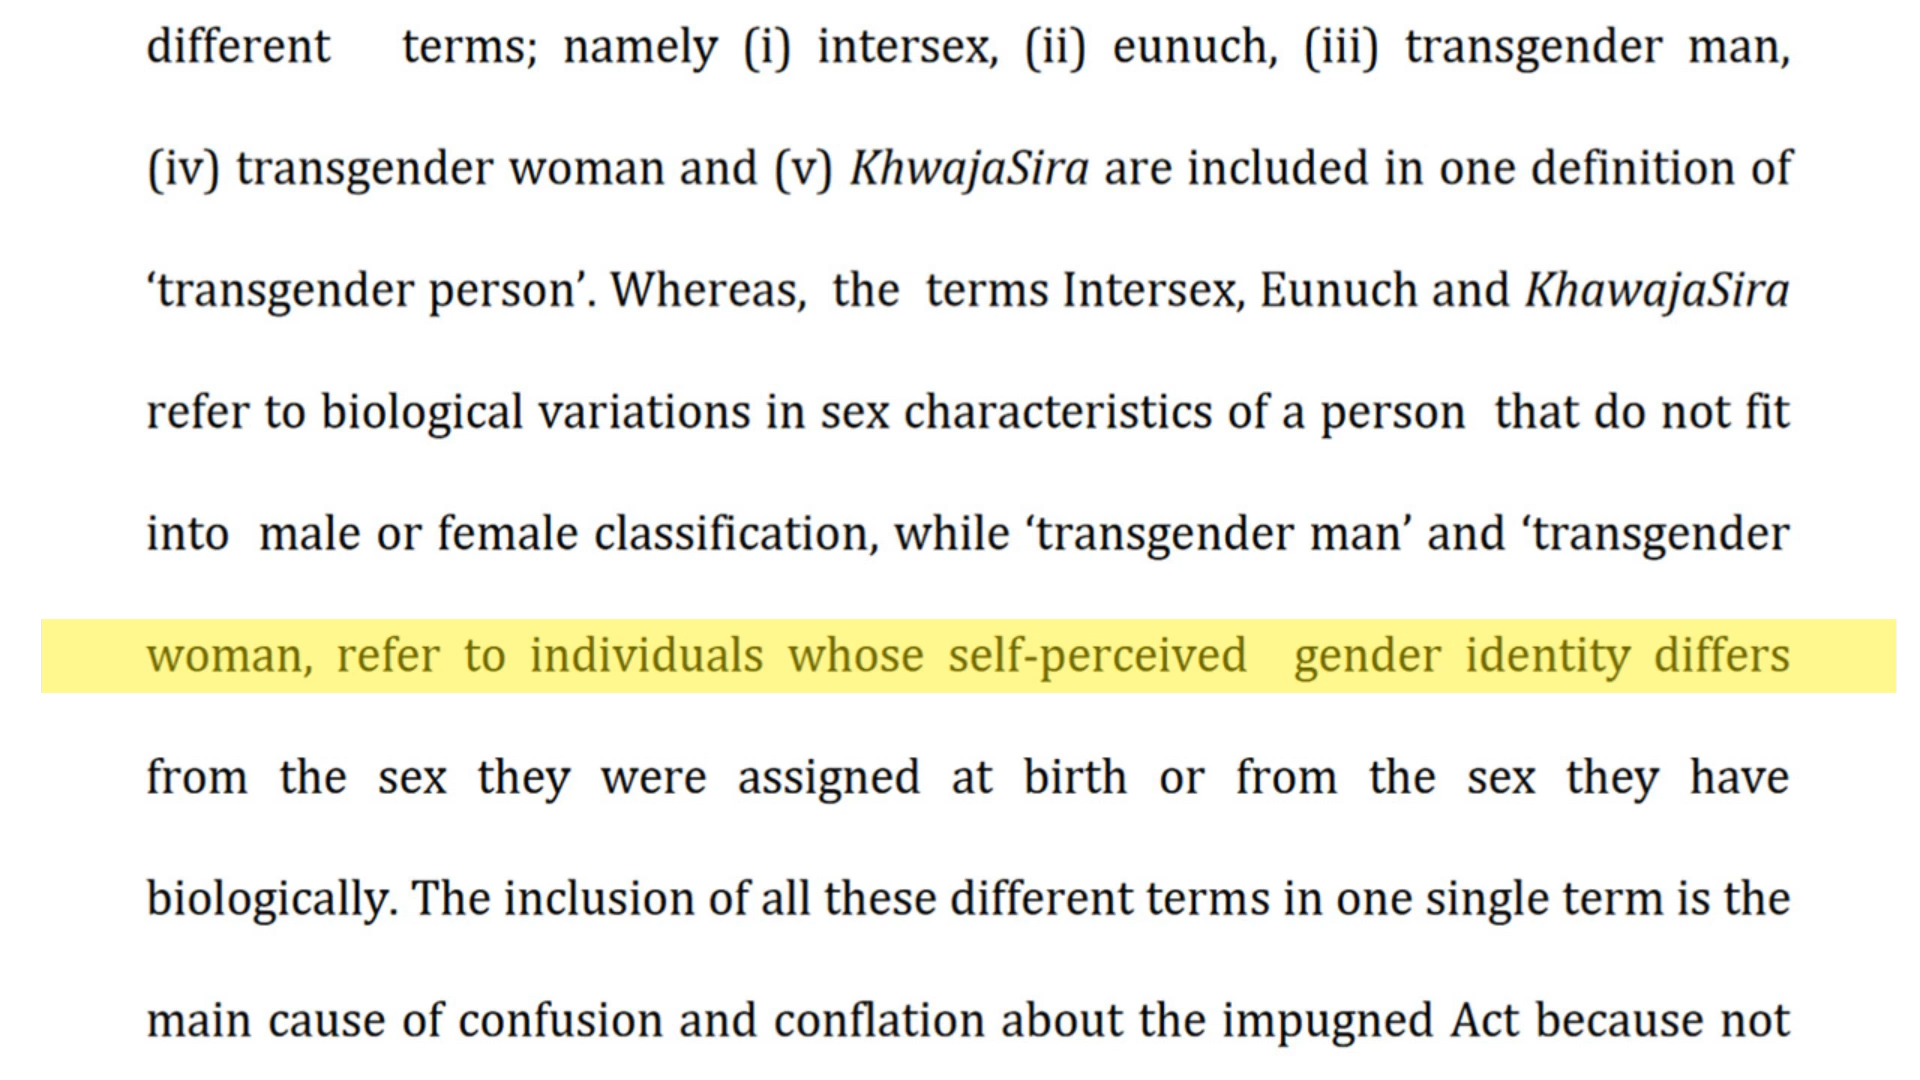 different terms; namely (i) intersex, (ii) eunuch, (iii) transgender man,
(iv) transgender woman and (v) KhwajaSira are included in one definition of
‘transgender person’. Whereas, the terms Intersex, Eunuch and KhawajaSira
refer to biological variations in sex characteristics of a person that do not fit
into male or female classification, while ‘transgender man’ and ‘transgender
woman, refer to individuals whose self-perceived gender identity differs
from the sex they were assigned at birth or from the sex they have
biologically. The inclusion of all these different terms in one single term is the
main cause of confusion and conflation about the impugned Act because not